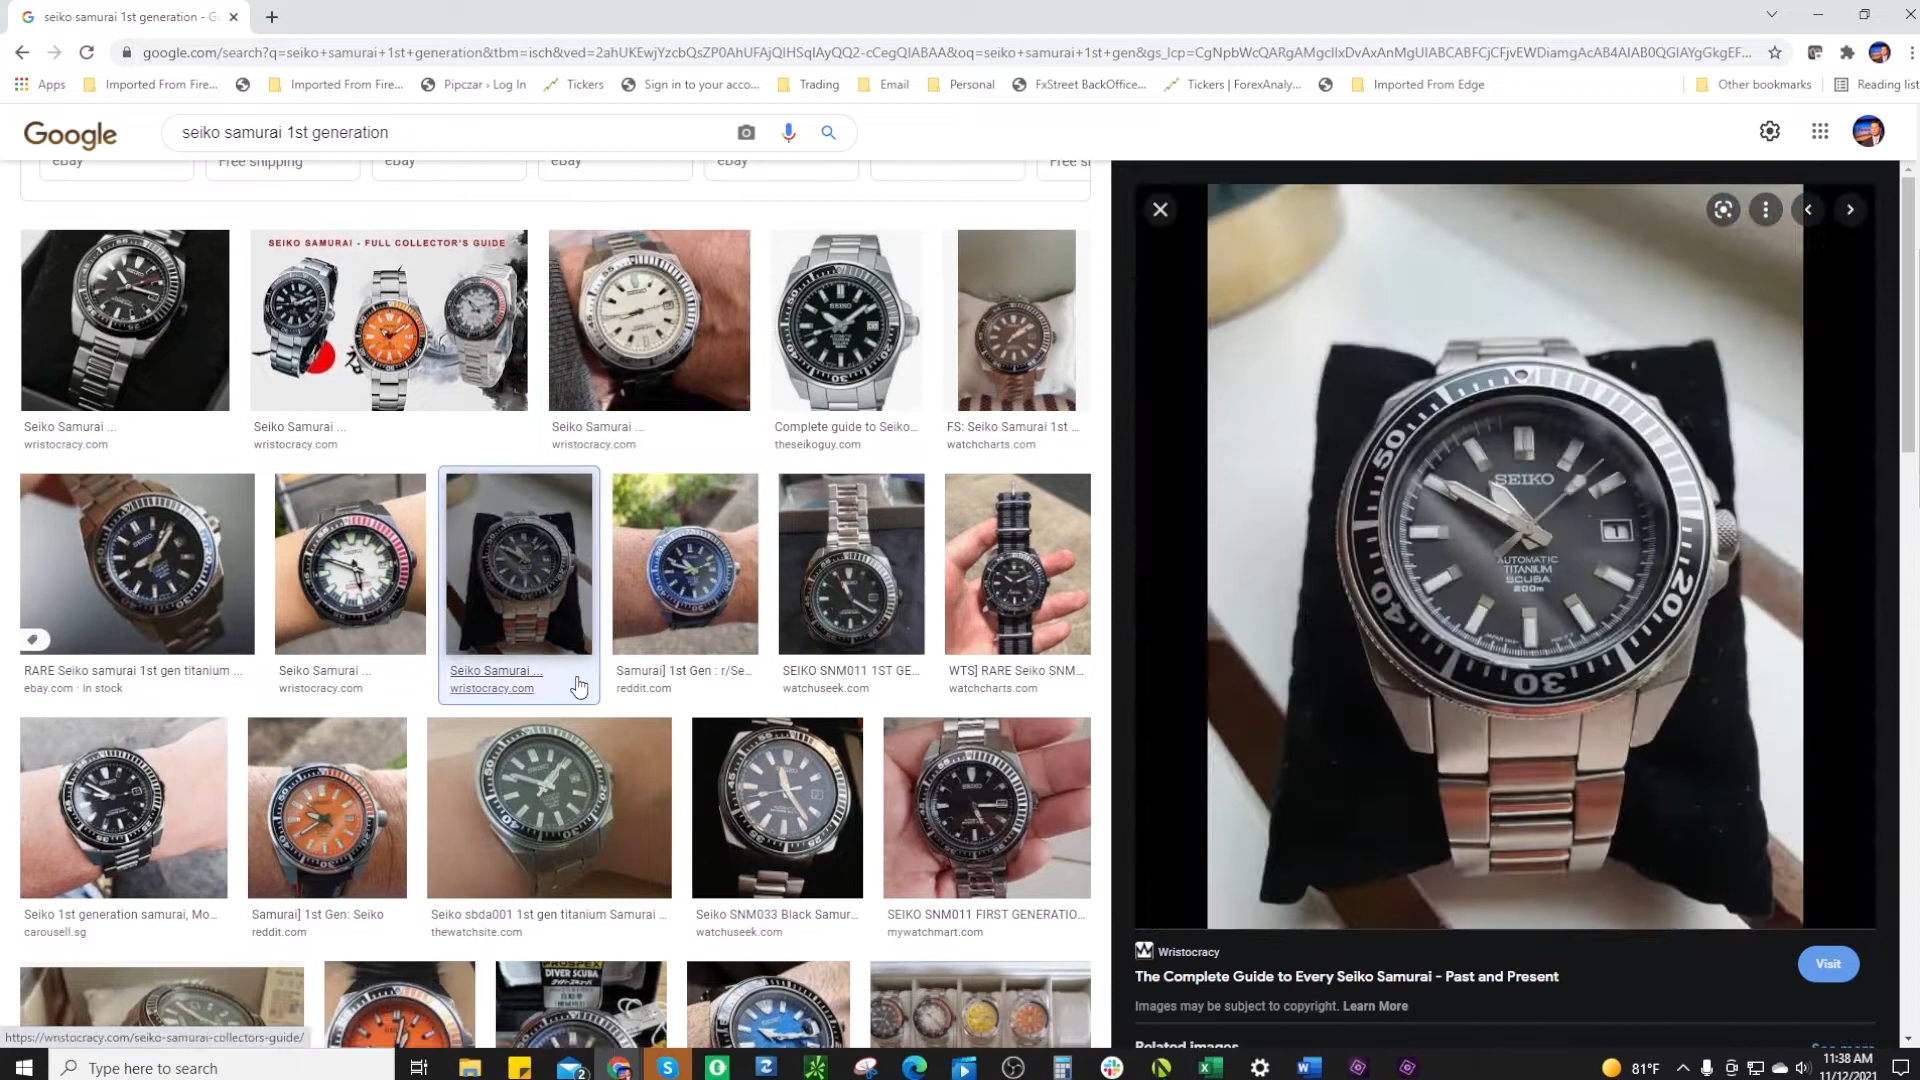 seiko samurai 1st generation - G
google.com/search?q=seiko+samurai+1st+generation&tbm=isch&ved=2ahUKEwjYzcbQsZP0AhUFAjQIHSqIAyQQ2-cCegQIABAA&oq=seiko+samurai+1st+gen&gs_lcp=CgNpbWcQARgAMgcIIxDvAxAnMgUIABCABFCjCFjvEWDiamgAcAB4AIAB0QGIAYgGkgEF...
Apps
Imported From Fire...
Imported From Fire...
Pipczar › Log In
Tickers
Sign in to your acco...
Trading
Email
Personal
FxStreet BackOffice...
Tickers | ForexAnaly...
Imported From Edge
Other bookmarks
Reading list
Google
seiko samurai 1st generation
eBay
Free shipping
eBay
eBay
eBay
Free s
SEIKO SAMURAI - FULL COLLECTOR'S GUIDE
Seiko Samurai ...
wristocracy.com
Seiko Samurai ...
wristocracy.com
Seiko Samurai ...
wristocracy.com
Complete guide to Seiko...
theseikoguy.com
FS: Seiko Samurai 1st ...
watchcharts.com
RARE Seiko samurai 1st gen titanium ...
ebay.com · In stock
Seiko Samurai ...
wristocracy.com
Seiko Samurai ...
wristocracy.com
Samurai] 1st Gen : r/Se...
reddit.com
SEIKO SNM011 1ST GE...
watchuseek.com
WTS] RARE Seiko SNM...
watchcharts.com
Seiko 1st generation samurai, Mo...
carousell.sg
Samurai] 1st Gen: Seiko
reddit.com
Seiko sbda001 1st gen titanium Samurai ...
thewatchsite.com
Seiko SNM033 Black Samur...
watchuseek.com
SEIKO SNM011 FIRST GENERATIO...
mywatchmart.com
PROSPEX
DIVER SCUBA
50
SEIKO
AUTOMATIC
TITANIUM
SCUBA
200m
40
20
30
Wristocracy
The Complete Guide to Every Seiko Samurai - Past and Present
Visit
Images may be subject to copyright. Learn More
Related images
See more
https://wristocracy.com/seiko-samurai-collectors-guide/
Type here to search
2
81°F
11:38 AM
11/12/2021